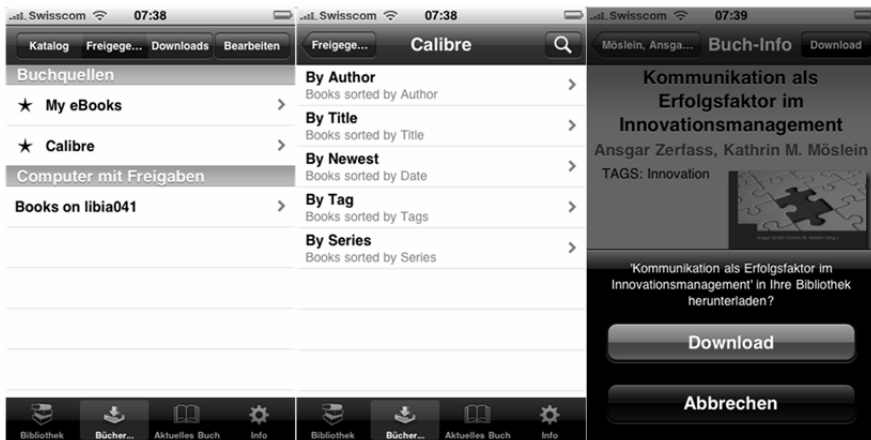 Swisscom 07:38
Katalog Freigege... Downloads Bearbeiten
Buchquellen
★ My eBooks
★ Calibre
Computer mit Freigaben
Books on libia041
Bibliothek Bücher... Aktuelles Buch Info
Swisscom 07:38
Freigege... Calibre
By Author
Books sorted by Author
By Title
Books sorted by Title
By Newest
Books sorted by Date
By Tag
Books sorted by Tags
By Series
Books sorted by Series
Bibliothek Bücher... Aktuelles Buch Info
Swisscom 07:39
Möslein, Ansga... Buch-Info Download
Kommunikation als
Erfolgsfaktor im
Innovationsmanagement
Ansgar Zerfass, Kathrin M. Möslein
TAGS: Innovation
'Kommunikation als Erfolgsfaktor im
Innovationsmanagement' in Ihre Bibliothek
herunterladen?
Download
Abbrechen